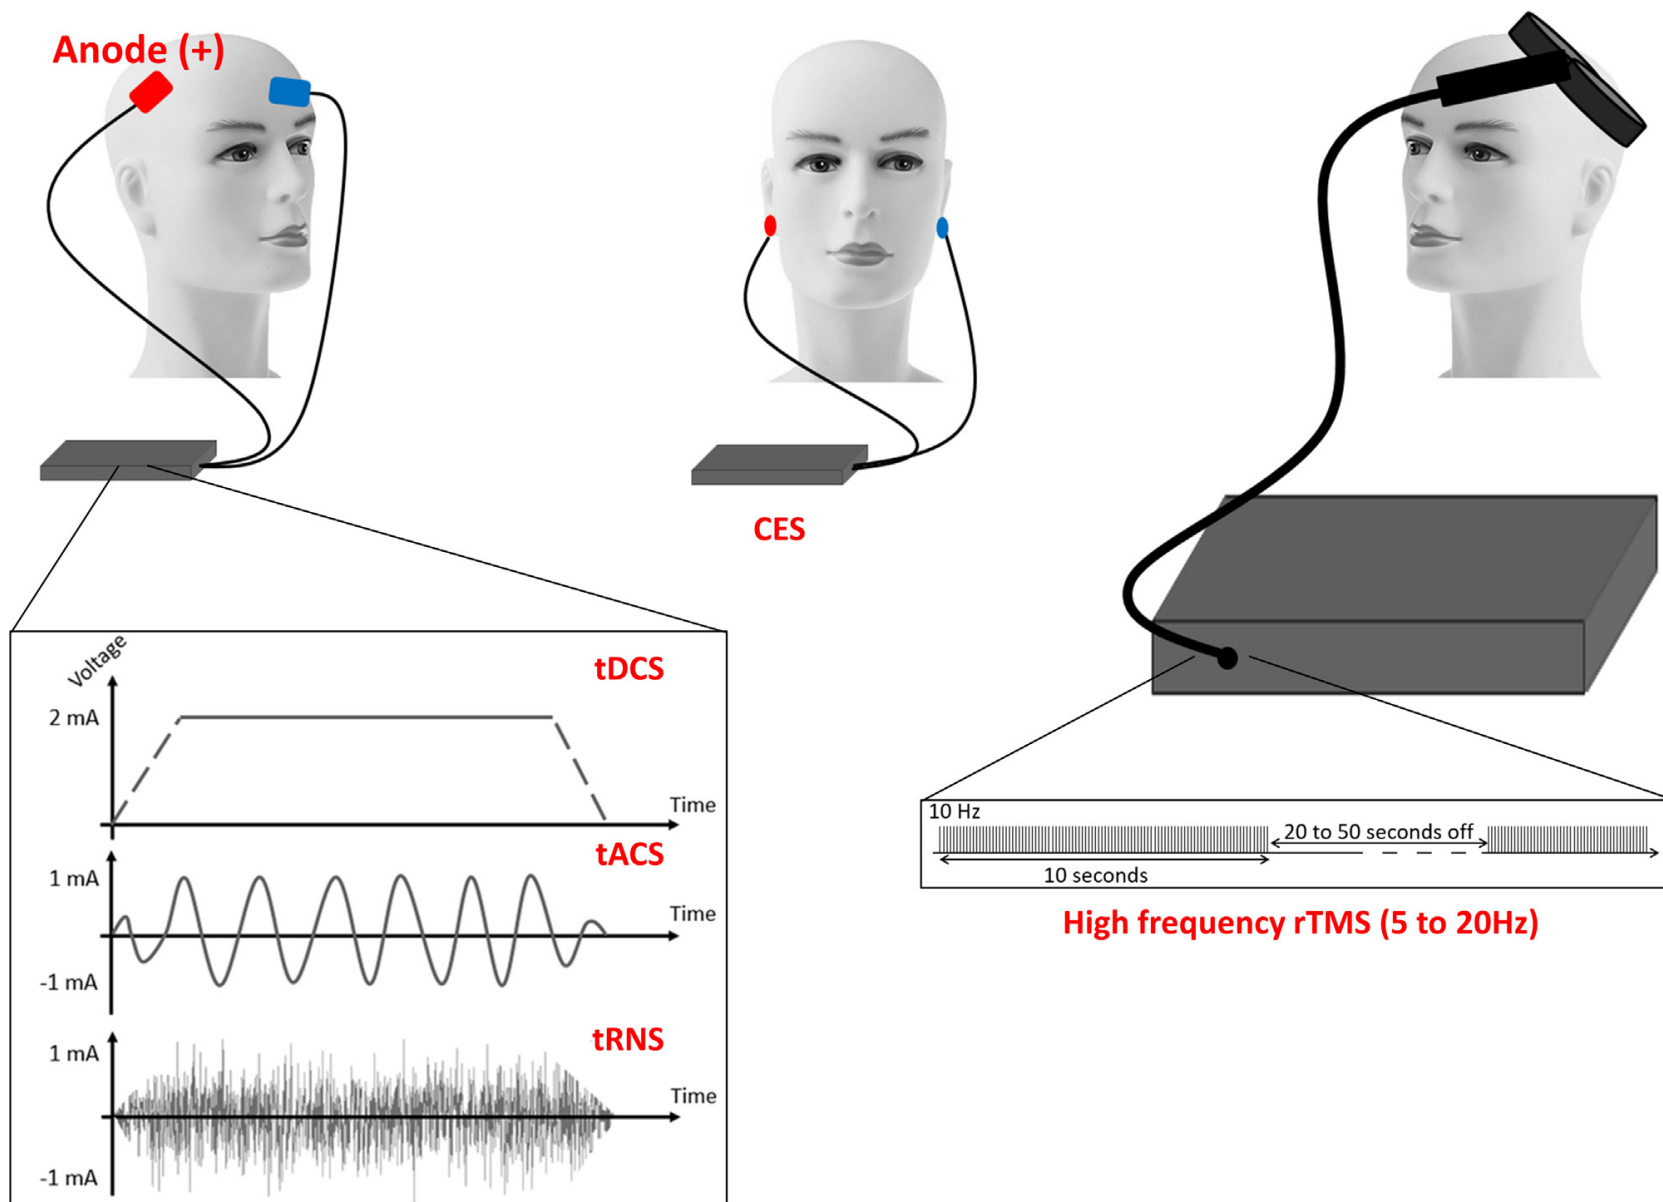 Anode (+)
CES
Voltage
tDCS
2 mA
Time
tACS
1 mA
Time
-1 mA
tRNS
1 mA
Time
-1 mA
10 Hz
20 to 50 seconds off
10 seconds
High frequency rTMS (5 to 20Hz)